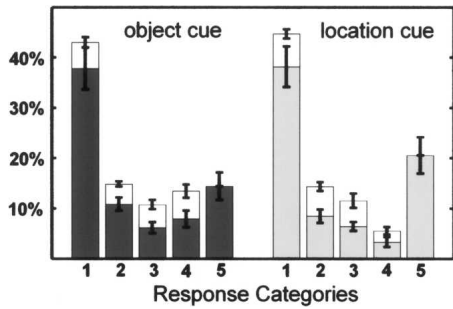 object cue
location cue
40%
30%
20%
10%
1 2 3 4 5 1 2 3 4 5
Response Categories